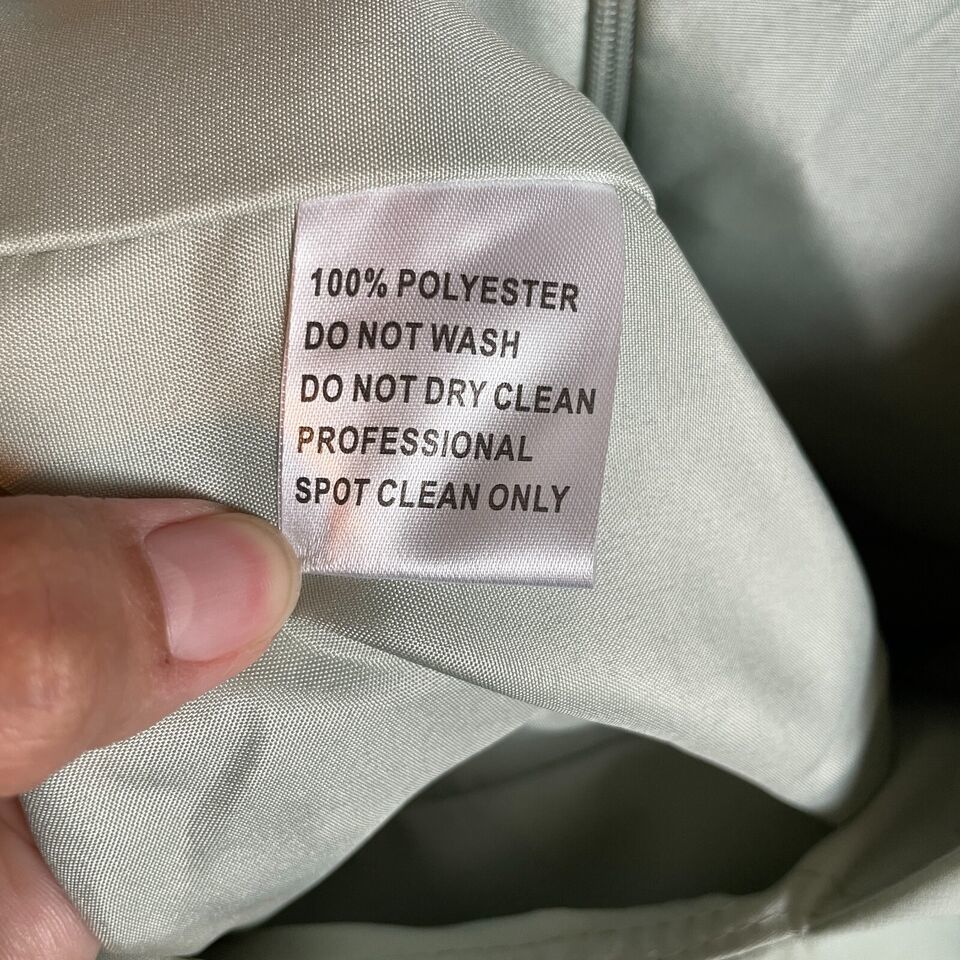 100% POLYESTER
DO NOT WASH
DO NOT DRY CLEAN
PROFESSIONAL
SPOT CLEAN ONLY